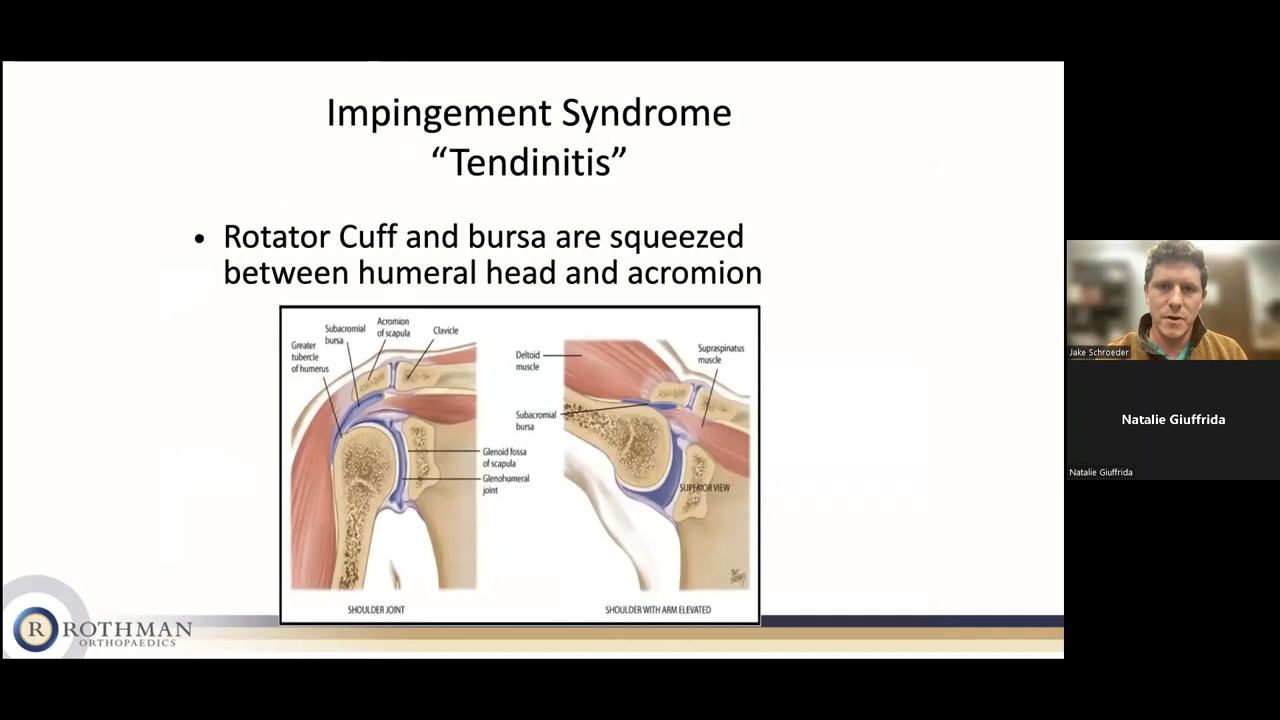 Impingement Syndrome
“Tendinitis”
• Rotator Cuff and bursa are squeezed
between humeral head and acromion
Greater
tubercle
of humerus
Subacromial
bursa
Acromion
of scapula
Clavicle
Glenoid fossa
of scapula
Glenohumeral
joint
SHOULDER JOINT
Deltoid
muscle
Subacromial
bursa
Supraspinatus
muscle
SUPERIOR VIEW
SHOULDER WITH ARM ELEVATED
R ROTHMAN
ORTHOPAEDICS
Jake Schroeder
Natalie Giuffrida
Natalie Giuffrida